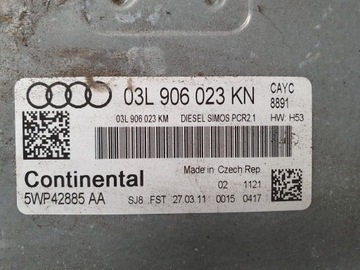 03L 906 023 KN
CAYC
8891
03L 906 023 KM DIESEL SIMOS PCR2.1 HW: H53
Made in Czech Rep
Continental
02 1121
5WP42885 AA SJ8 .FST 27.03.11 0015 0417